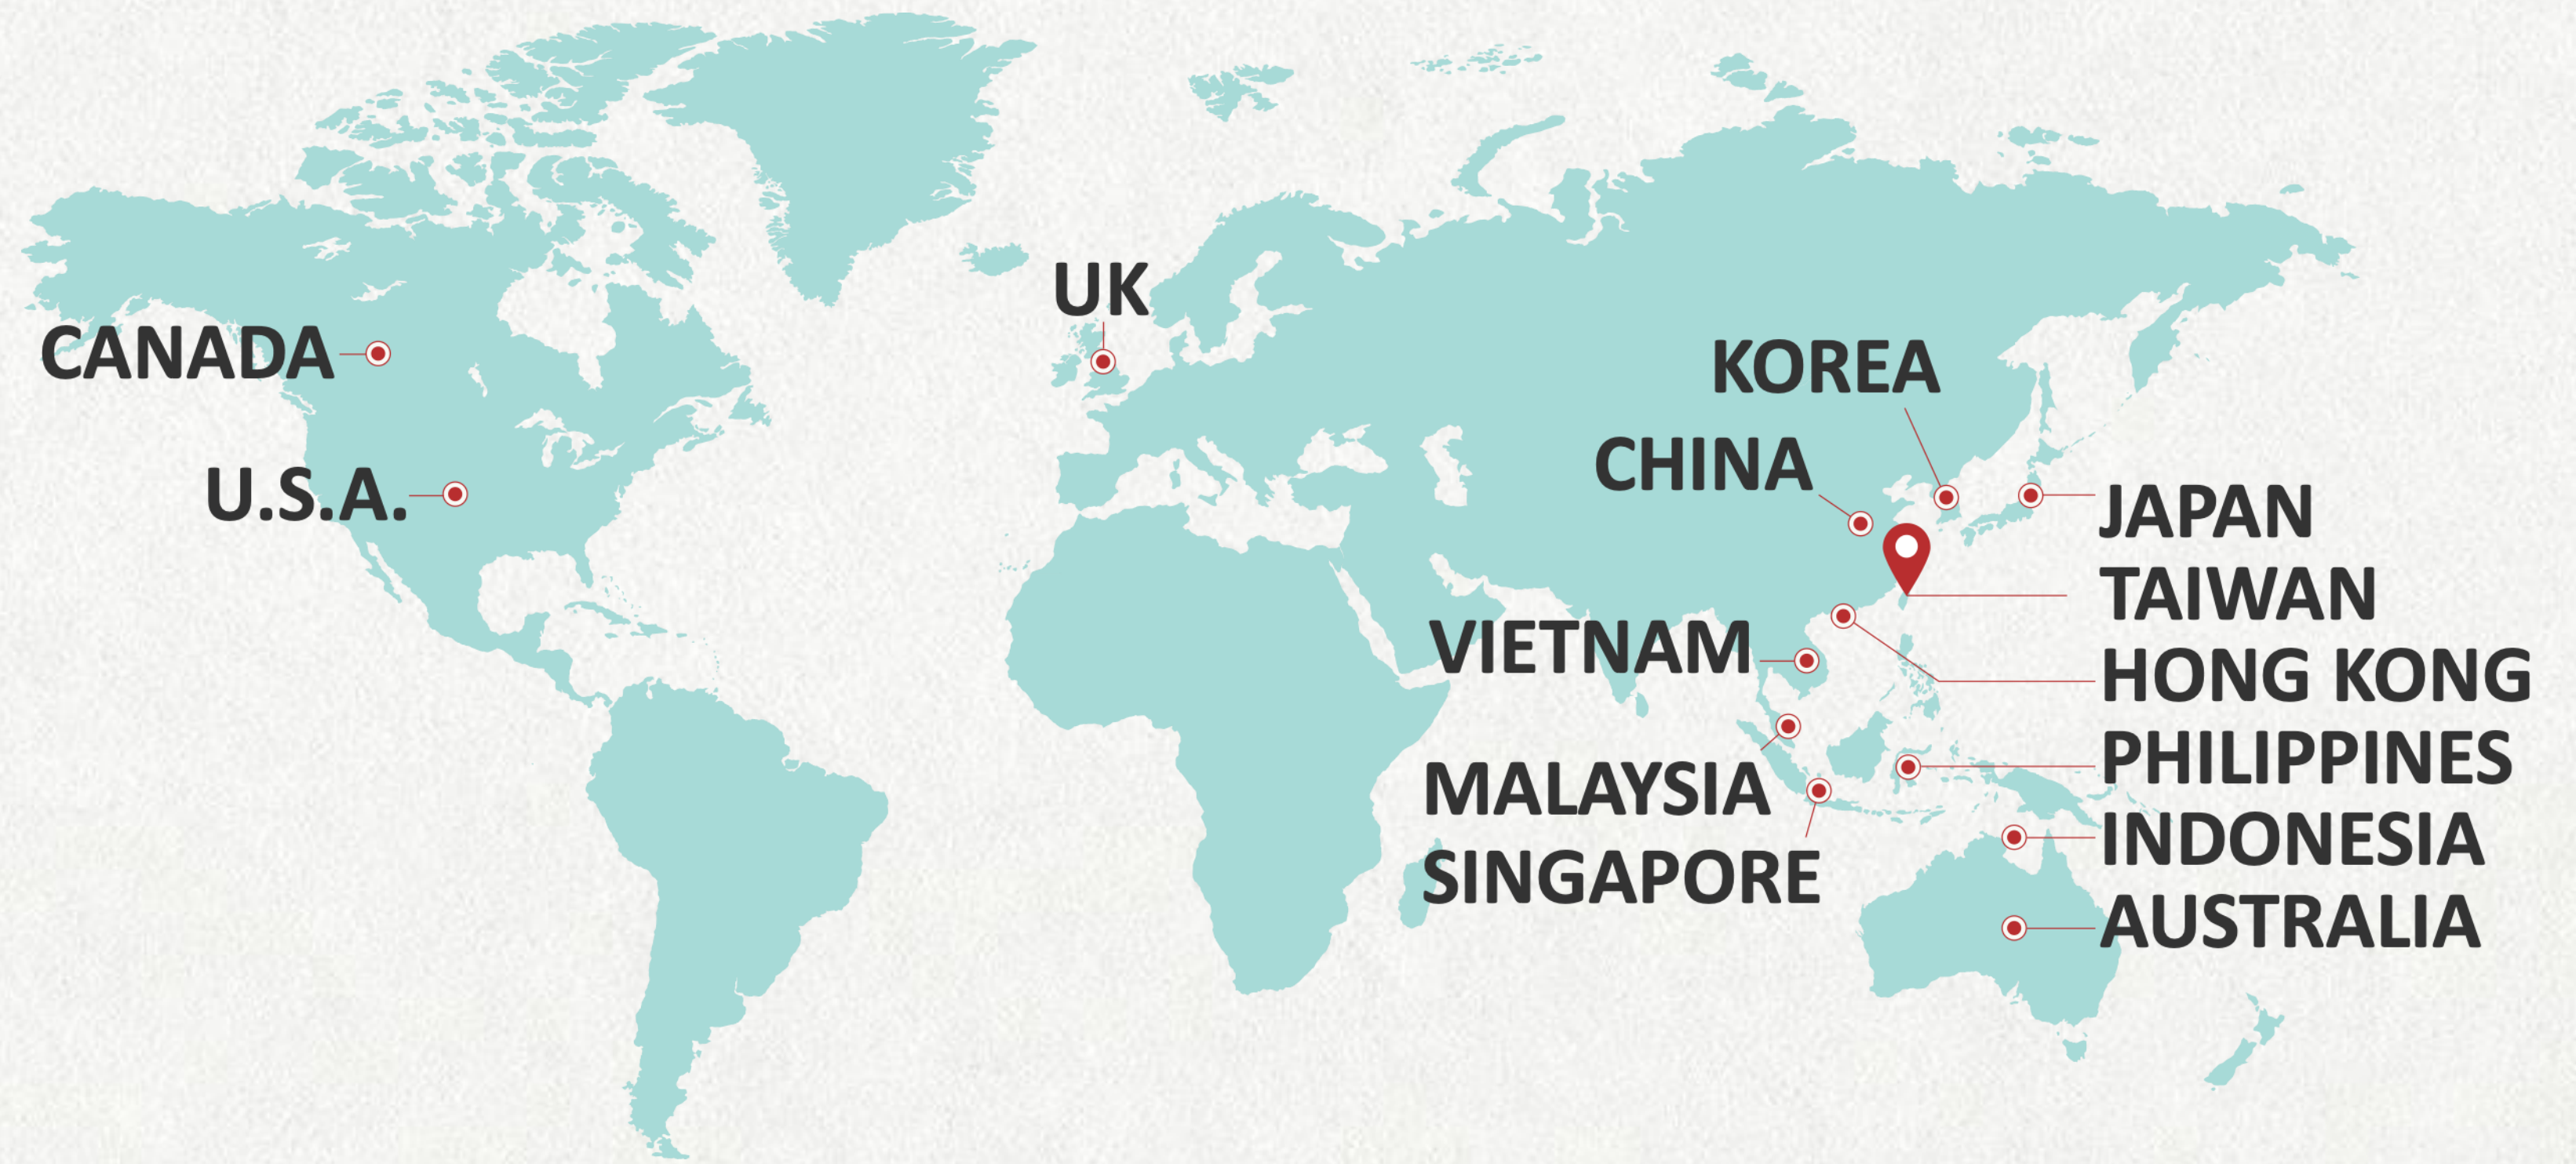 UK
CANADA
KOREA
CHINA
U.S.A.
JAPAN
TAIWAN
VIETNAM
HONG KONG
PHILIPPINES
MALAYSIA
INDONESIA
SINGAPORE
AUSTRALIA